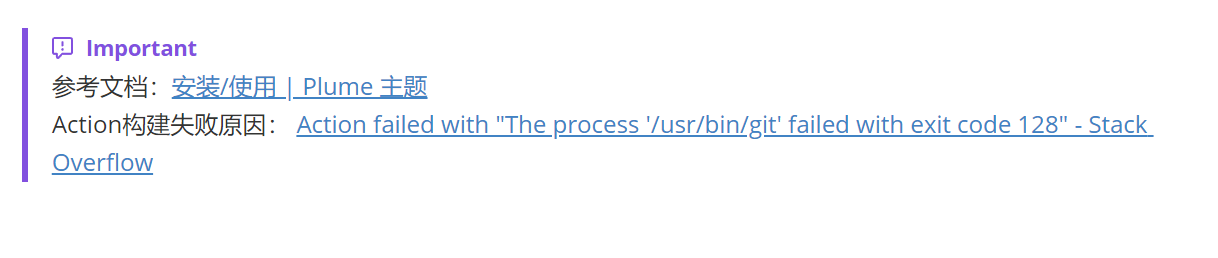 Important
参考文档：安装/使用 | Plume 主题
Action构建失败原因： Action failed with "The process '/usr/bin/git' failed with exit code 128" - Stack
Overflow